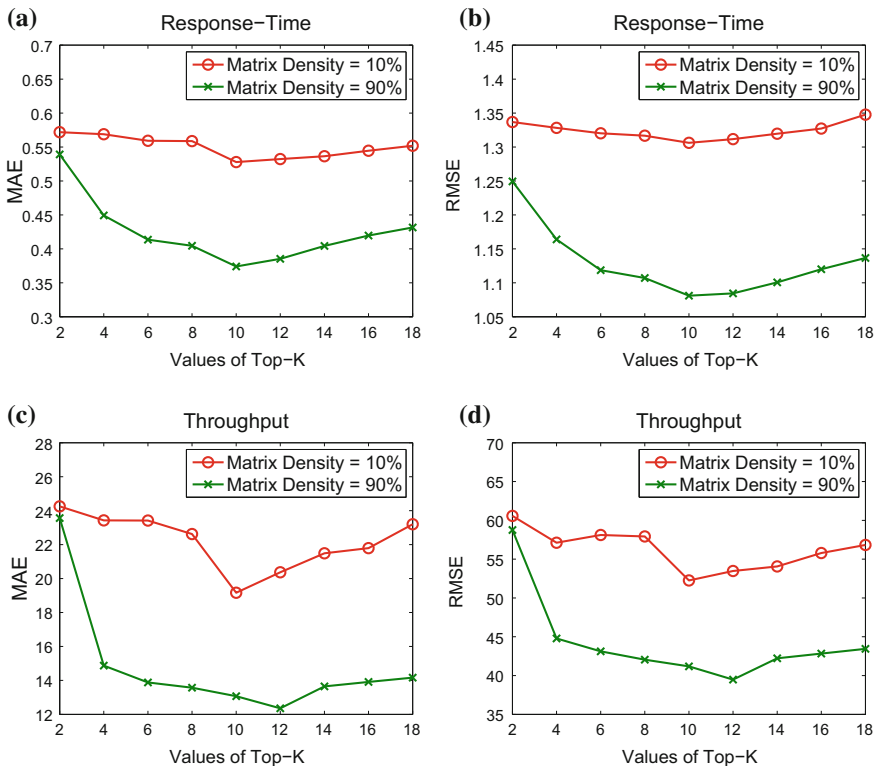 (a) Response-Time
0.7
0.65
0.6
0.55
0.5
0.45
0.4
0.35
0.3
MAE
Matrix Density = 10%
Matrix Density = 90%
2 4 6 8 10 12 14 16 18
Values of Top-K
(b) Response-Time
1.45
1.4
1.35
1.3
1.25
1.2
1.15
1.1
1.05
RMSE
Matrix Density = 10%
Matrix Density = 90%
2 4 6 8 10 12 14 16 18
Values of Top-K
(c) Throughput
28
26
24
22
20
18
16
14
12
MAE
Matrix Density = 10%
Matrix Density = 90%
2 4 6 8 10 12 14 16 18
Values of Top-K
(d) Throughput
70
65
60
55
50
45
40
35
RMSE
Matrix Density = 10%
Matrix Density = 90%
2 4 6 8 10 12 14 16 18
Values of Top-K